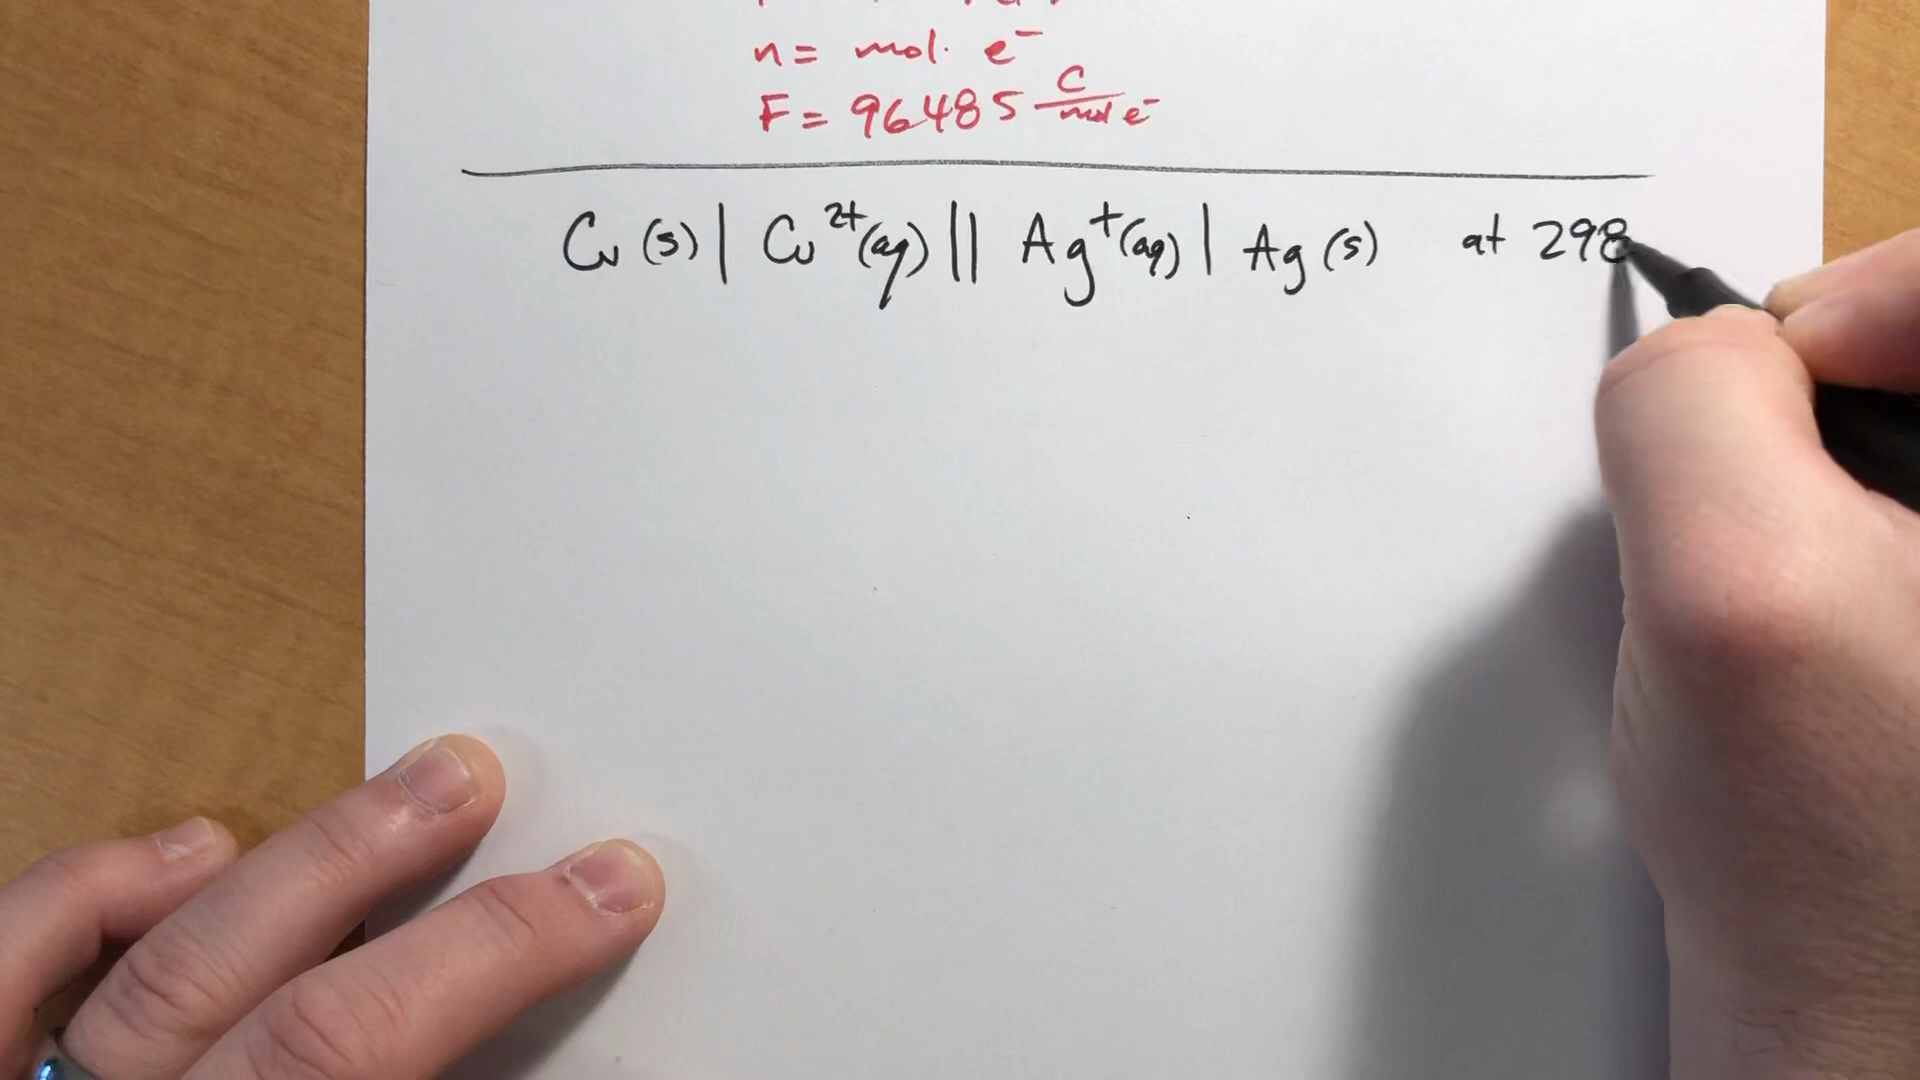 n = mol. e⁻
F = 96485 C/mol e⁻
Cu (s) | Cu²⁺(aq) || Ag⁺(aq) | Ag (s) at 298